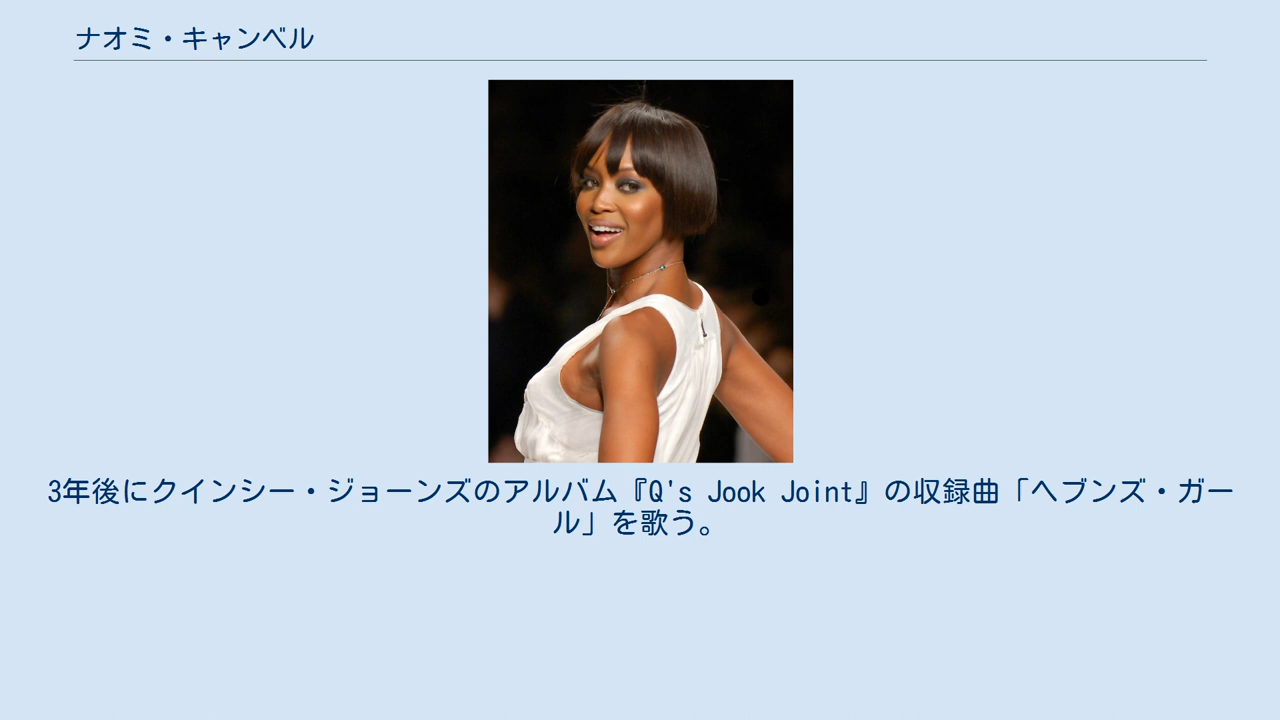 ナオミ・キャンベル
3年後にクインシー・ジョーンズのアルバム『Q's Jook Joint』の収録曲「ヘブンズ・ガー
ル」を歌う。